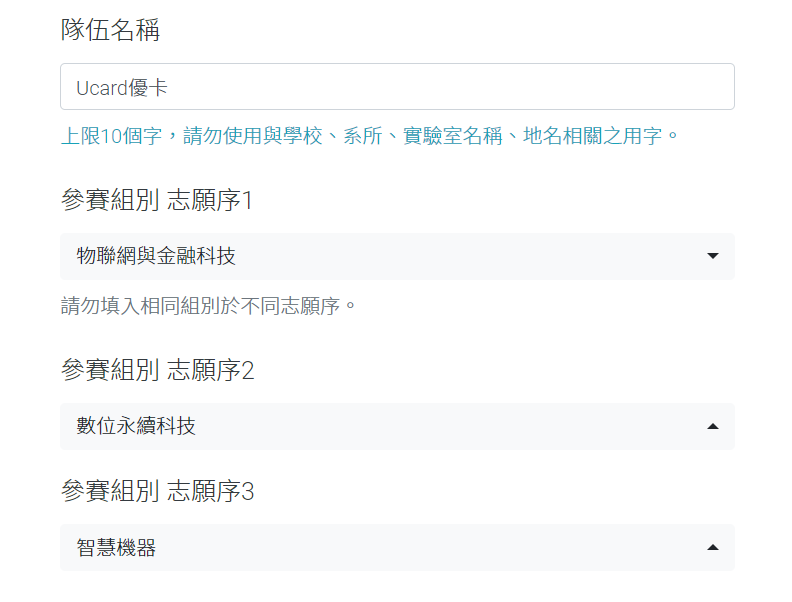 隊伍名稱
Ucard優卡
上限10個字，請勿使用與學校、系所、實驗室名稱、地名相關之用字。
參賽組別 志願序1
物聯網與金融科技
請勿填入相同組別於不同志願序。
參賽組別 志願序2
數位永續科技
參賽組別 志願序3
智慧機器